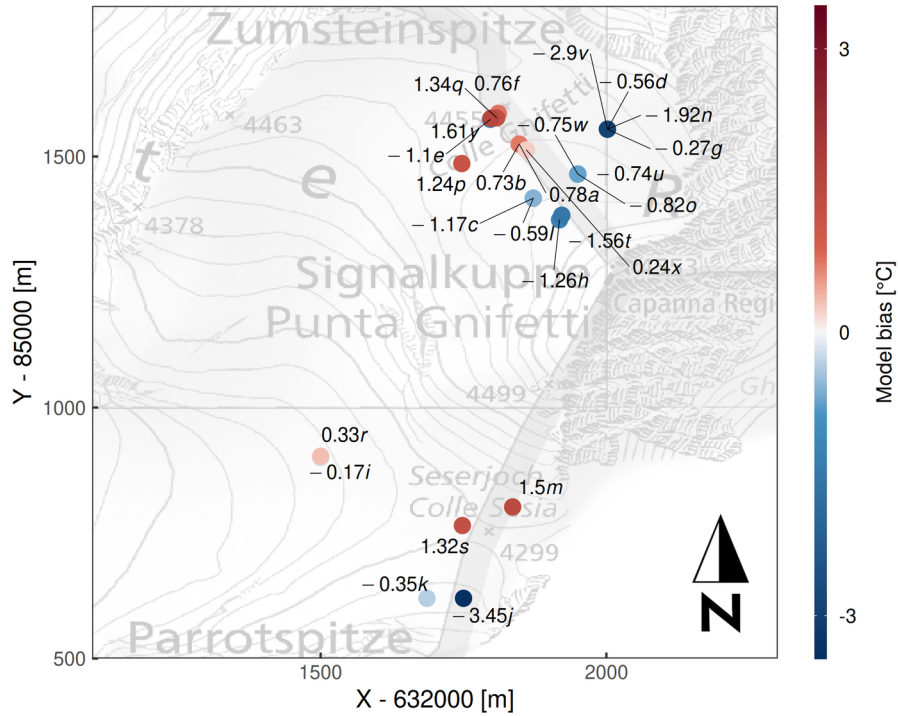 Zumsteinspitze
3
− 2.9v
1.34q 0.76f
− 0.56d
4455
− 1.92n
4463
1.61y
− 0.75w
Colle Gnifetti
1500
− 1.1e
− 0.27g
t
e
1.24p
0.73b
0.78a
− 0.74u
R
− 0.82o
4378
− 1.17c
− 0.59l
− 1.56t
0.24x
Signalkuppe
− 1.26h
Capanna Regi
Punta Gnifetti
0
Model bias [°C]
Y - 85000 [m]
4499
Gh
1000
0.33r
− 0.17i
Seserjoch
1.5m
Colle Sesia
1.32s
4299
− 0.35k
− 3.45j
N
-3
Parrotspitze
500
1500
2000
X - 632000 [m]